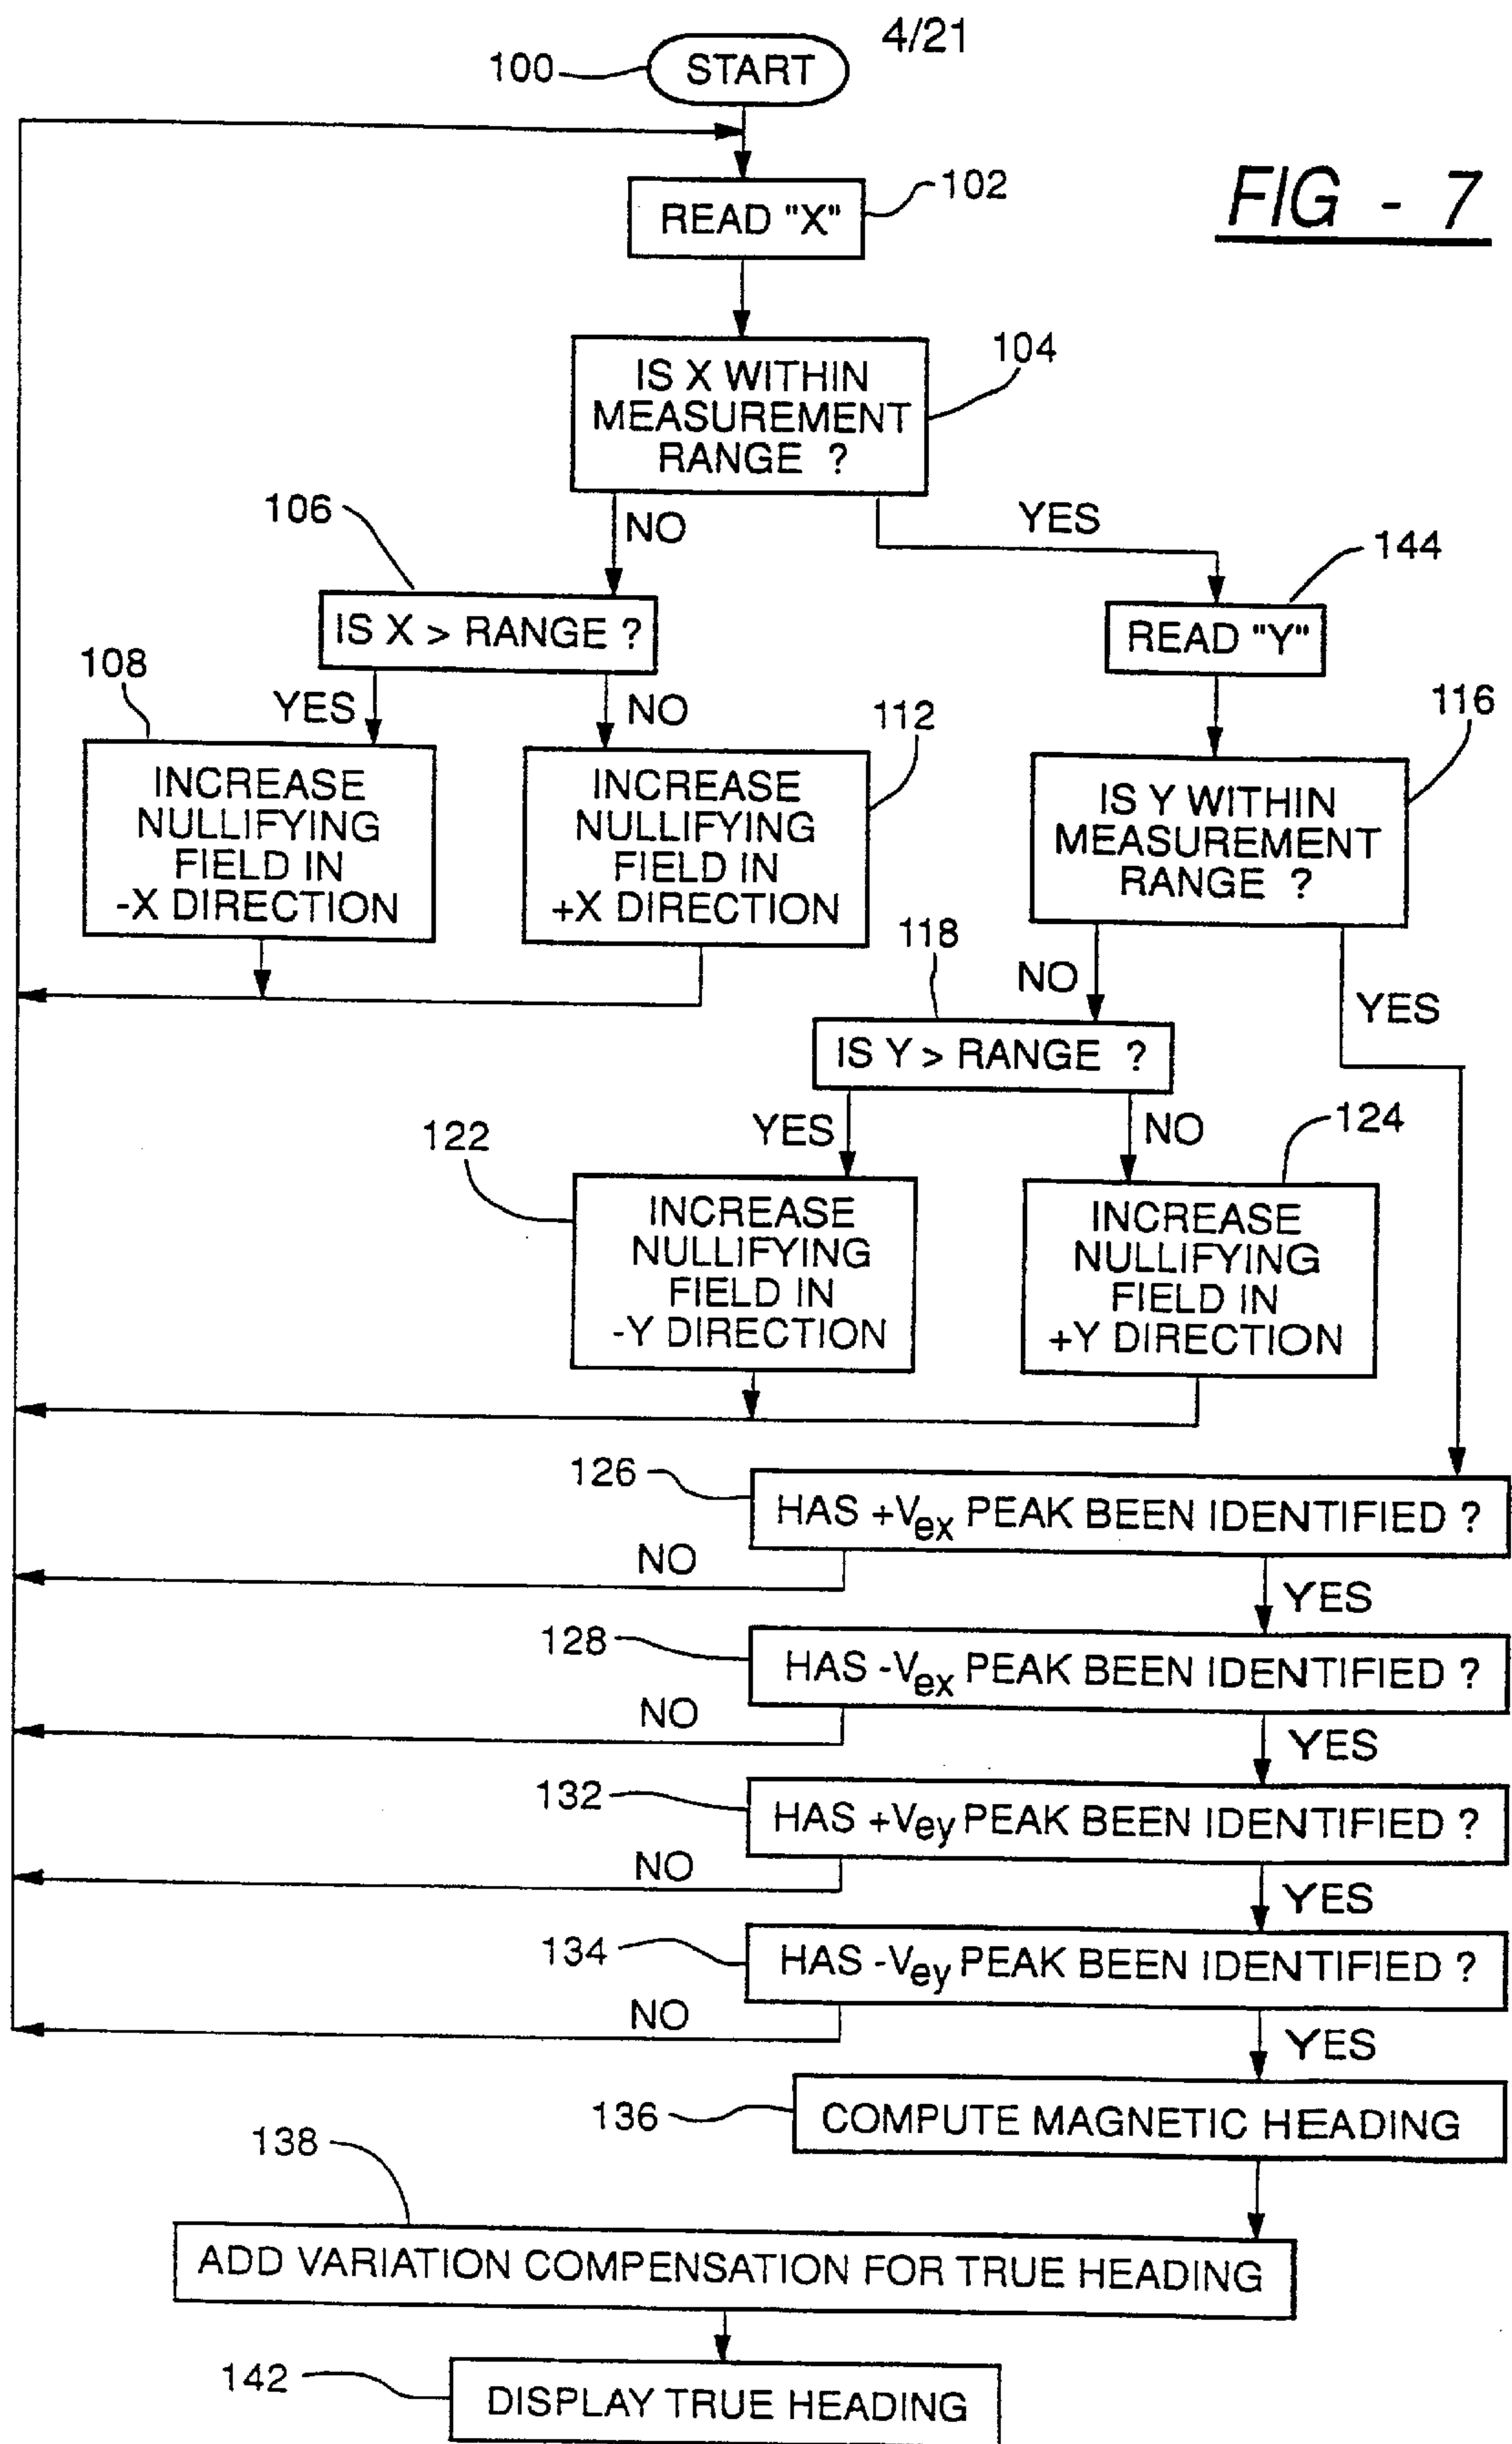 4/21
100
START
FIG - 7
102
READ "X"
104
IS X WITHIN
MEASUREMENT
RANGE ?
106
NO
YES
144
IS X > RANGE ?
READ "Y"
108
YES
NO
112
116
INCREASE
NULLIFYING
FIELD IN
-X DIRECTION
INCREASE
NULLIFYING
FIELD IN
+X DIRECTION
IS Y WITHIN
MEASUREMENT
RANGE ?
118
NO
YES
IS Y > RANGE ?
122
YES
NO
124
INCREASE
NULLIFYING
FIELD IN
-Y DIRECTION
INCREASE
NULLIFYING
FIELD IN
+Y DIRECTION
126
HAS +Vex PEAK BEEN IDENTIFIED ?
NO
YES
128
HAS -Vex PEAK BEEN IDENTIFIED ?
NO
YES
132
HAS +Vey PEAK BEEN IDENTIFIED ?
NO
YES
134
HAS -Vey PEAK BEEN IDENTIFIED ?
NO
YES
136
COMPUTE MAGNETIC HEADING
138
ADD VARIATION COMPENSATION FOR TRUE HEADING
142
DISPLAY TRUE HEADING